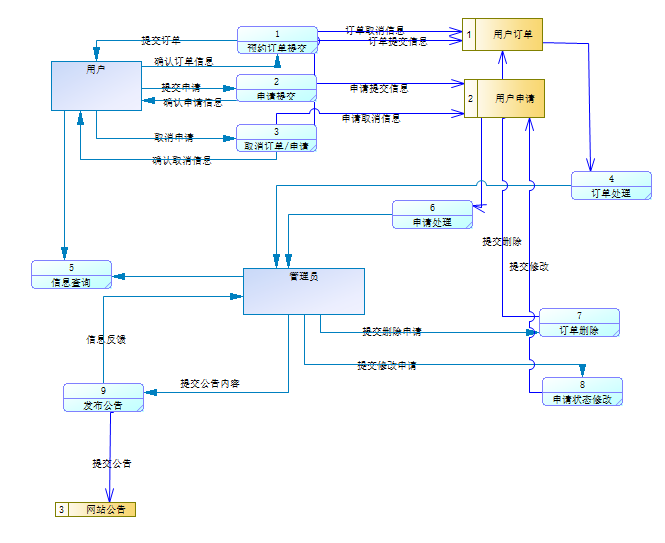 1
预约订单提交
提交订单
确认订单信息
用户
提交申请
确认申请信息
2
申请提交
3
取消订单/申请
取消申请
确认取消信息
订单取消信息
订单提交信息
1 用户订单
申请提交信息
申请取消信息
2 用户申请
4
订单处理
6
申请处理
提交删除
提交修改
5
信息查询
管理员
7
订单删除
提交删除申请
信息反馈
提交修改申请
8
申请状态修改
提交公告内容
9
发布公告
提交公告
3 网站公告